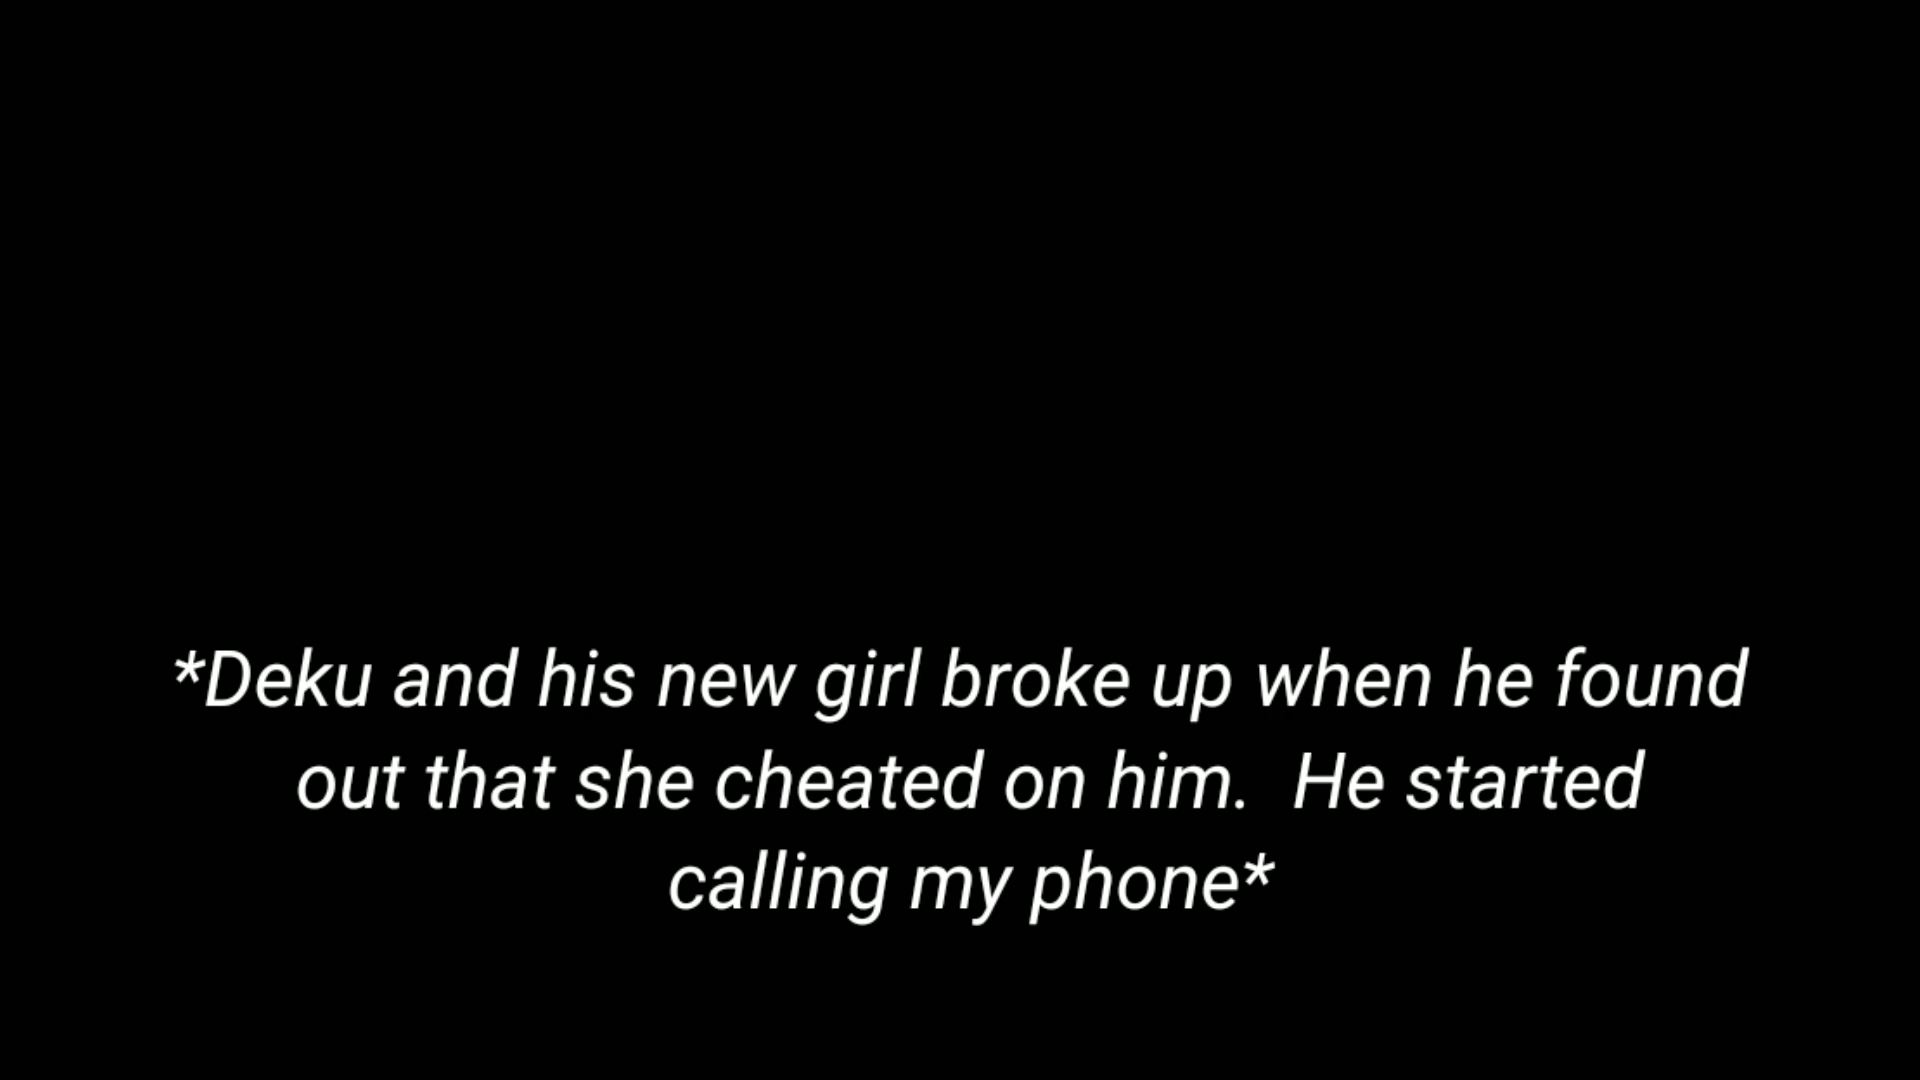 *Deku and his new girl broke up when he found
out that she cheated on him.  He started
calling my phone*